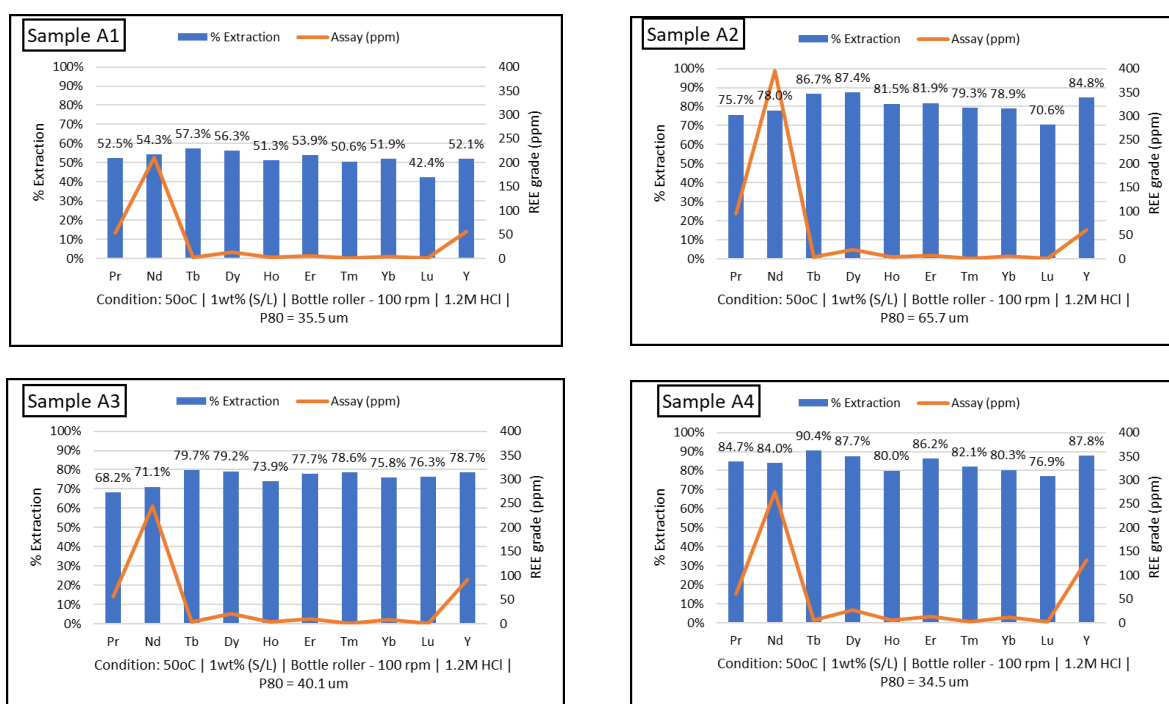 Sample A1
% Extraction Assay (ppm)
100% 400
90% 350
80% 300
70% 250
60% 200
50% 150
40% 100
30% 50
20% 0
10%
0%
% Extraction
REE grade (ppm)
52.5% 54.3% 57.3% 56.3% 51.3% 53.9% 50.6% 51.9% 42.4% 52.1%
Pr Nd Tb Dy Ho Er Tm Yb Lu Y
Condition: 50oC | 1wt% (S/L) | Bottle roller - 100 rpm | 1.2M HCl |
P80 = 35.5 um
Sample A2
% Extraction Assay (ppm)
100% 400
90% 350
80% 300
70% 250
60% 200
50% 150
40% 100
30% 50
20% 0
10%
0%
% Extraction
REE grade (ppm)
75.7% 78.0% 86.7% 87.4% 81.5% 81.9% 79.3% 78.9% 70.6% 84.8%
Pr Nd Tb Dy Ho Er Tm Yb Lu Y
Condition: 50oC | 1wt% (S/L) | Bottle roller - 100 rpm | 1.2M HCl |
P80 = 65.7 um
Sample A3
% Extraction Assay (ppm)
100% 400
90% 350
80% 300
70% 250
60% 200
50% 150
40% 100
30% 50
20% 0
10%
0%
% Extraction
REE grade (ppm)
68.2% 71.1% 79.7% 79.2% 73.9% 77.7% 78.6% 75.8% 76.3% 78.7%
Pr Nd Tb Dy Ho Er Tm Yb Lu Y
Condition: 50oC | 1wt% (S/L) | Bottle roller - 100 rpm | 1.2M HCl |
P80 = 40.1 um
Sample A4
% Extraction Assay (ppm)
100% 400
90% 350
80% 300
70% 250
60% 200
50% 150
40% 100
30% 50
20% 0
10%
0%
% Extraction
REE grade (ppm)
84.7% 84.0% 90.4% 87.7% 80.0% 86.2% 82.1% 80.3% 76.9% 87.8%
Pr Nd Tb Dy Ho Er Tm Yb Lu Y
Condition: 50oC | 1wt% (S/L) | Bottle roller - 100 rpm | 1.2M HCl |
P80 = 34.5 um